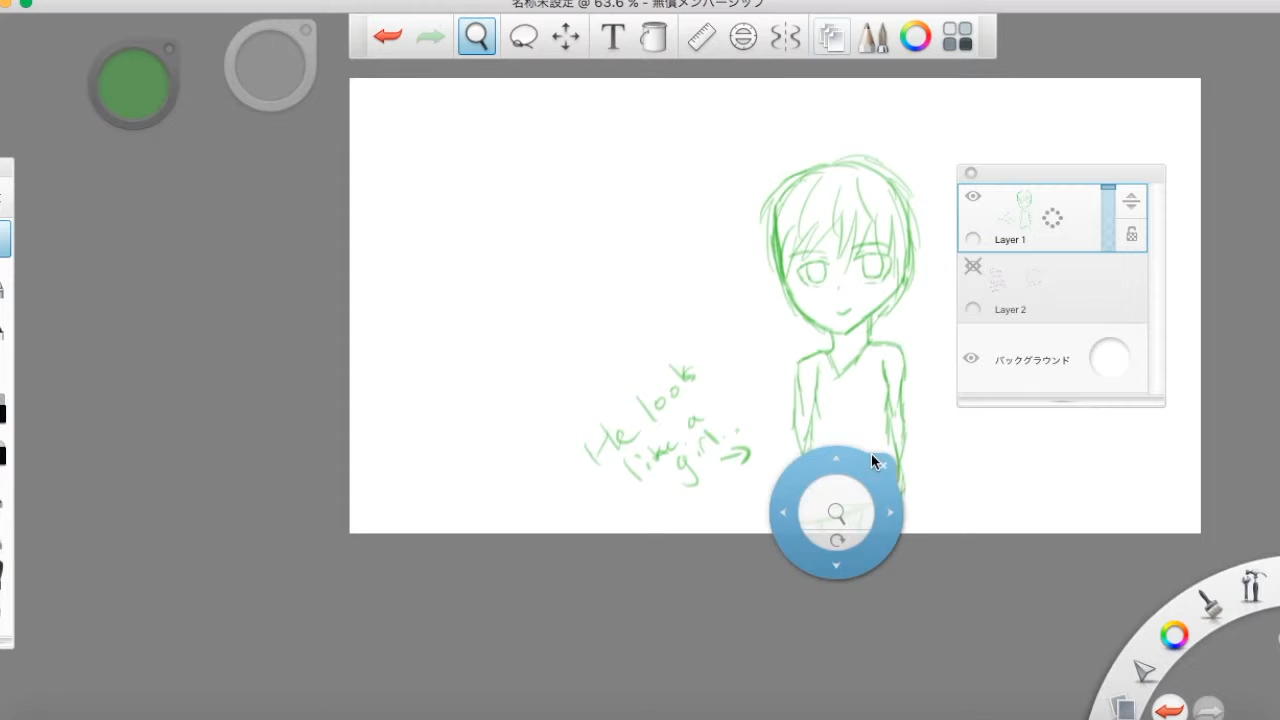 名称未設定 @ 63.6 % - 無償メンバーシップ
T
Layer 1
Layer 2
バックグラウンド
He looks
like a
girl..